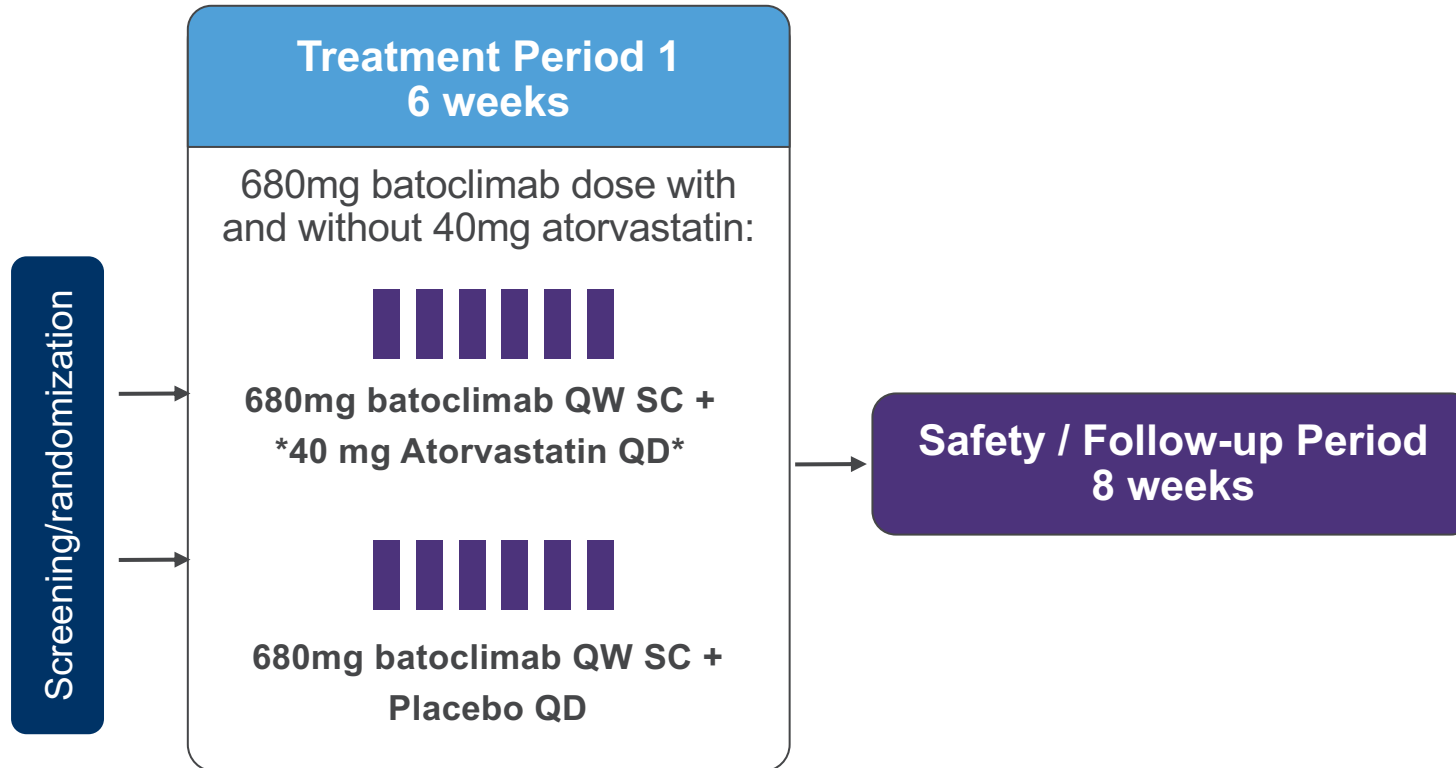 Screening/randomization
Treatment Period 1
6 weeks
680mg batoclimab dose with
and without 40mg atorvastatin:
680mg batoclimab QW SC +
*40 mg Atorvastatin QD*
680mg batoclimab QW SC +
Placebo QD
Safety / Follow-up Period
8 weeks